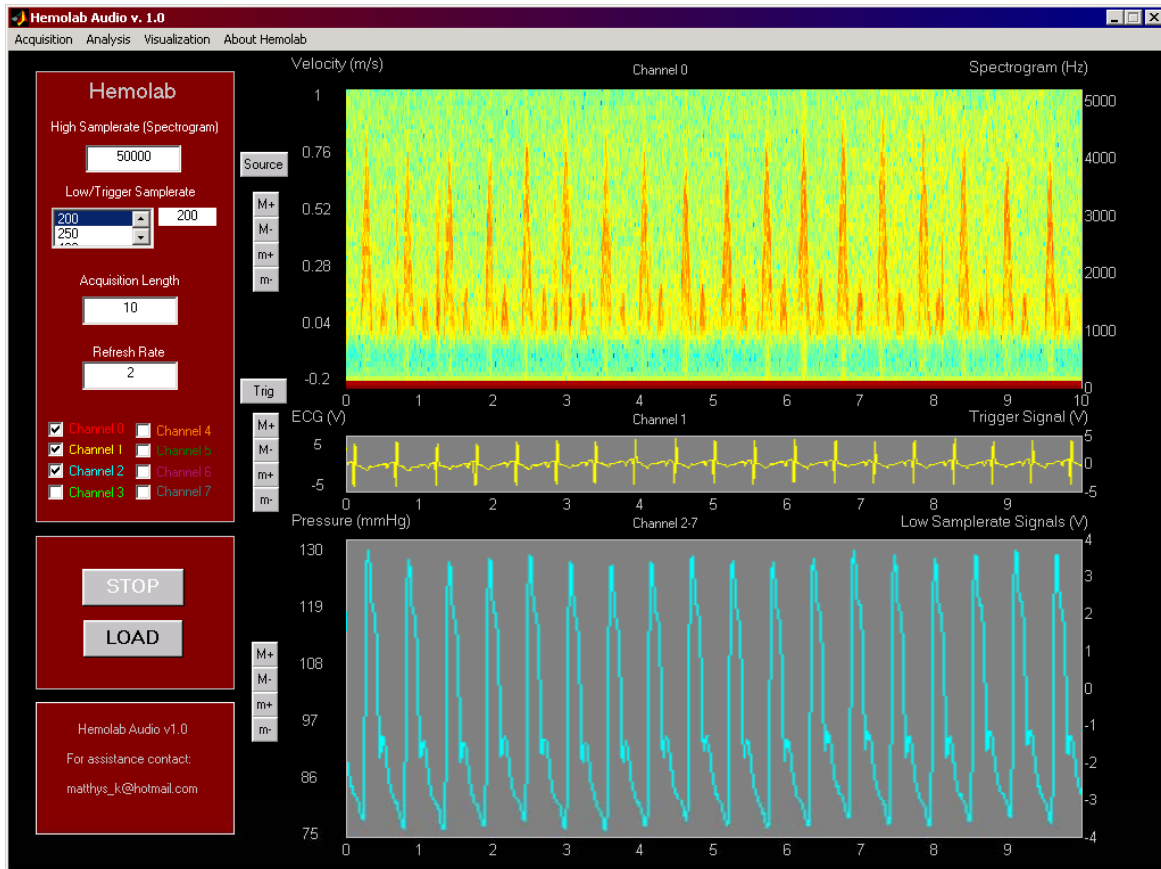 Hemolab Audio v. 1.0
Acquisition Analysis Visualization About Hemolab
Hemolab
High Samplerate (Spectrogram)
50000
Low/Trigger Samplerate
200
250
200
Acquisition Length
10
Refresh Rate
2
Channel 0
Channel 4
Channel 1
Channel 5
Channel 2
Channel 6
Channel 3
Channel 7
STOP
LOAD
Hemolab Audio v1.0
For assistance contact:
matthys_k@hotmail.com
Source
M+
M-
m+
m-
Trig
M+
M-
m+
m-
M+
M-
m+
m-
Velocity (m/s)
Channel 0
Spectrogram (Hz)
1
0.76
0.52
0.28
0.04
-0.2
5000
4000
3000
2000
1000
0
0 1 2 3 4 5 6 7 8 9 10
ECG (V)
Channel 1
Trigger Signal (V)
5
-5
5
0
-5
0 1 2 3 4 5 6 7 8 9
Pressure (mmHg)
Channel 2-7
Low Samplerate Signals (V)
130
119
108
97
86
75
4
3
2
1
0
-1
-2
-3
-4
0 1 2 3 4 5 6 7 8 9